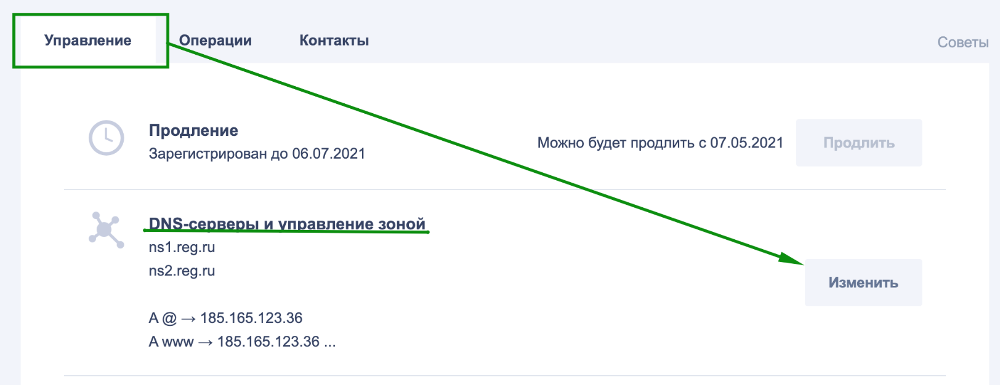 Управление Операции Контакты Советы
Продление
Зарегистрирован до 06.07.2021
Можно будет продлить с 07.05.2021 Продлить
DNS-серверы и управление зоной
ns1.reg.ru
ns2.reg.ru
Изменить
A @ → 185.165.123.36
A www → 185.165.123.36 ...